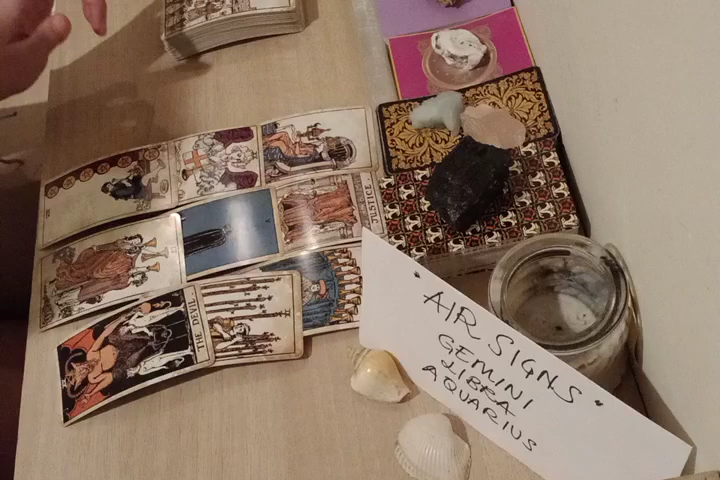 JUSTICE
THE DEVIL
"AIR SIGNS"
GEMINI
LIBRA
AQUARIUS